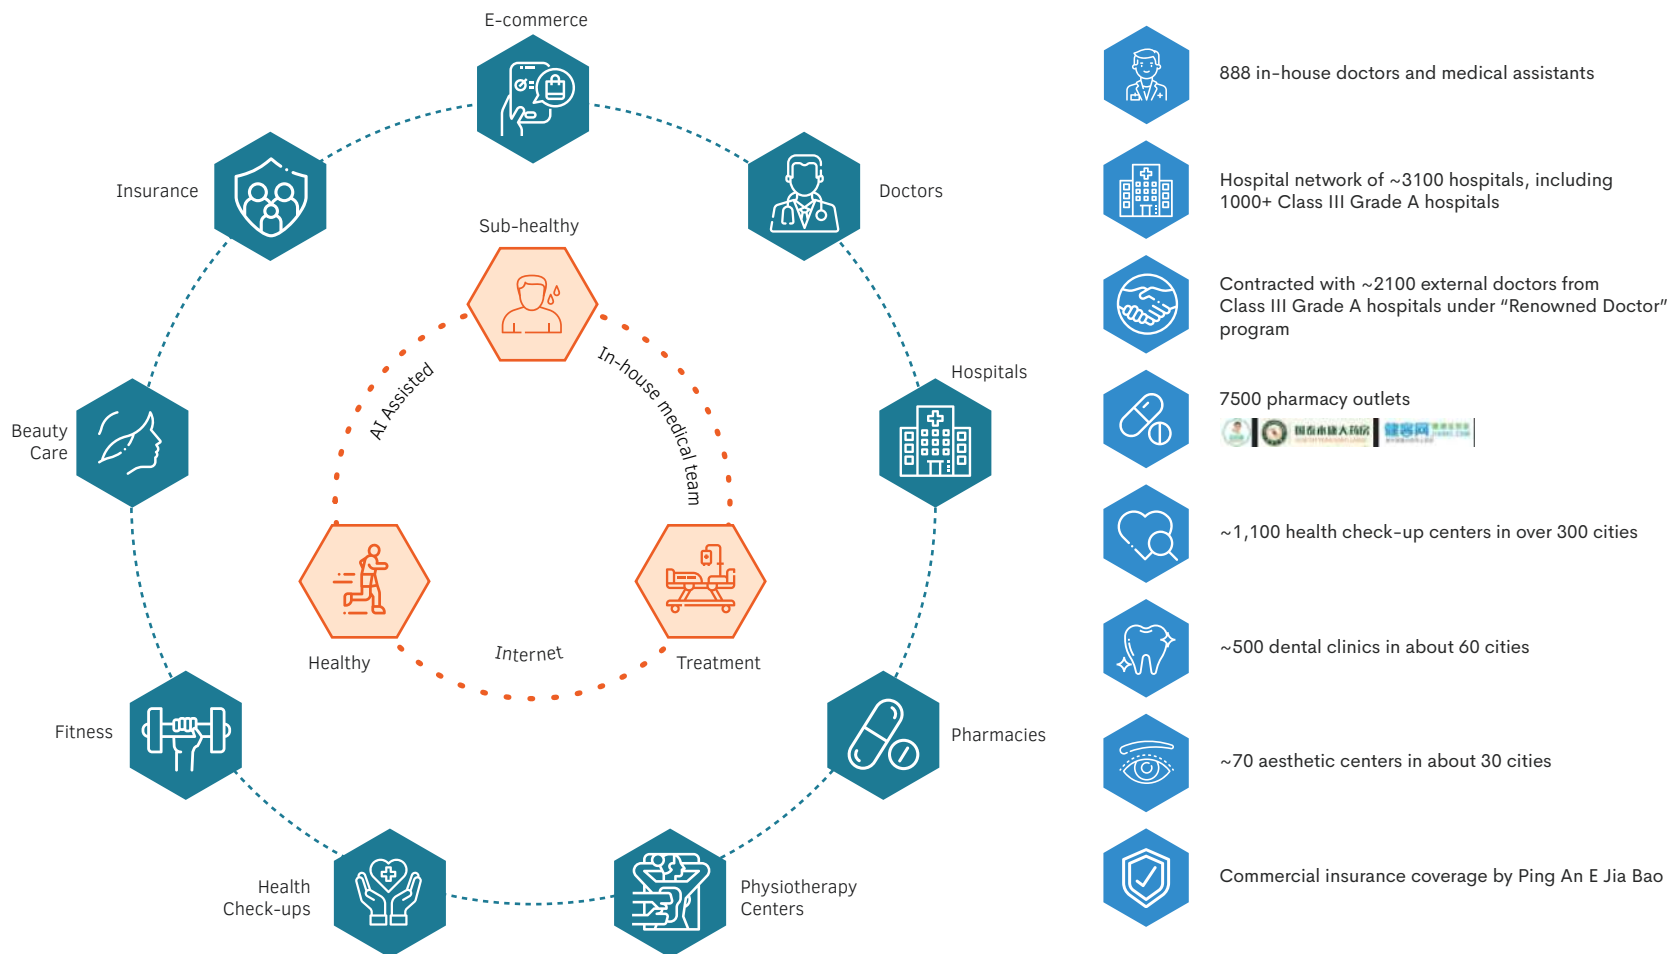 E-commerce
Insurance
Doctors
Sub-healthy
AI Assisted
In-house medical team
Hospitals
Beauty
Care
Healthy
Internet
Treatment
Fitness
Pharmacies
Health
Check-ups
Physiotherapy
Centers
888 in-house doctors and medical assistants
Hospital network of ~3100 hospitals, including
1000+ Class III Grade A hospitals
Contracted with ~2100 external doctors from
Class III Grade A hospitals under “Renowned Doctor”
program
7500 pharmacy outlets
健客网
~1,100 health check-up centers in over 300 cities
~500 dental clinics in about 60 cities
~70 aesthetic centers in about 30 cities
Commercial insurance coverage by Ping An E Jia Bao